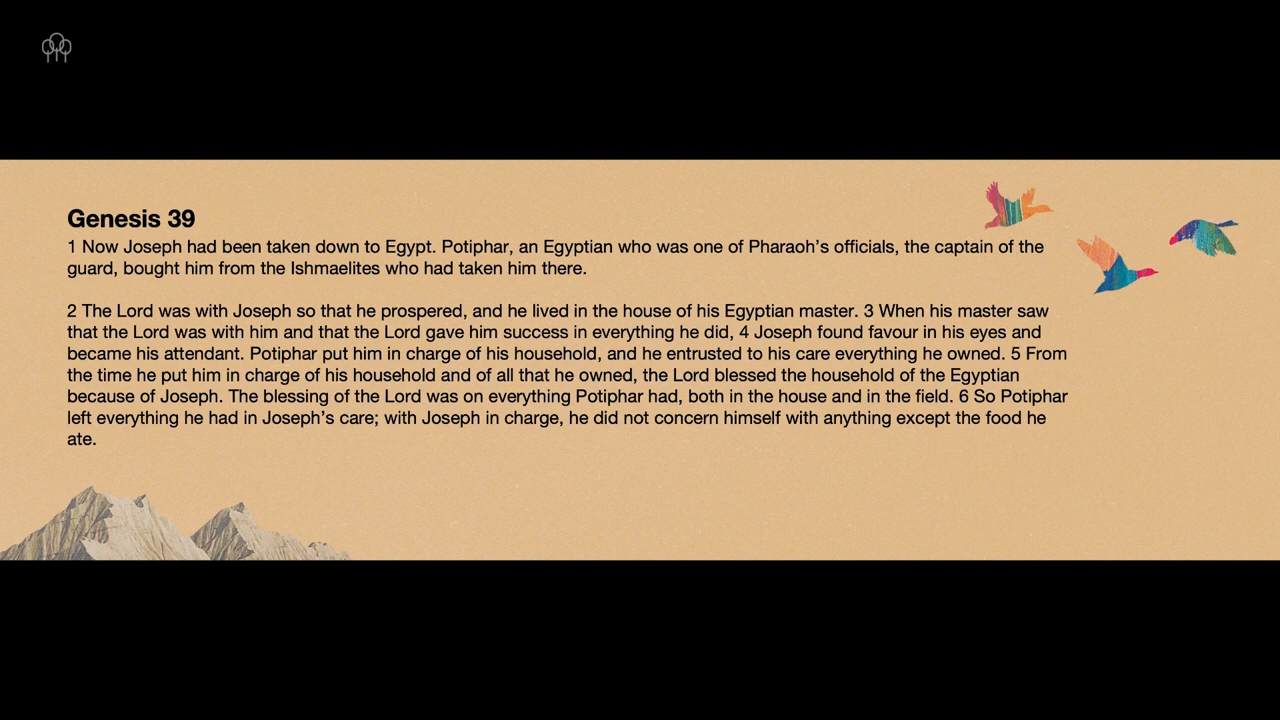 Genesis 39
1 Now Joseph had been taken down to Egypt. Potiphar, an Egyptian who was one of Pharaoh’s officials, the captain of the
guard, bought him from the Ishmaelites who had taken him there.
2 The Lord was with Joseph so that he prospered, and he lived in the house of his Egyptian master. 3 When his master saw
that the Lord was with him and that the Lord gave him success in everything he did, 4 Joseph found favour in his eyes and
became his attendant. Potiphar put him in charge of his household, and he entrusted to his care everything he owned. 5 From
the time he put him in charge of his household and of all that he owned, the Lord blessed the household of the Egyptian
because of Joseph. The blessing of the Lord was on everything Potiphar had, both in the house and in the field. 6 So Potiphar
left everything he had in Joseph’s care; with Joseph in charge, he did not concern himself with anything except the food he
ate.